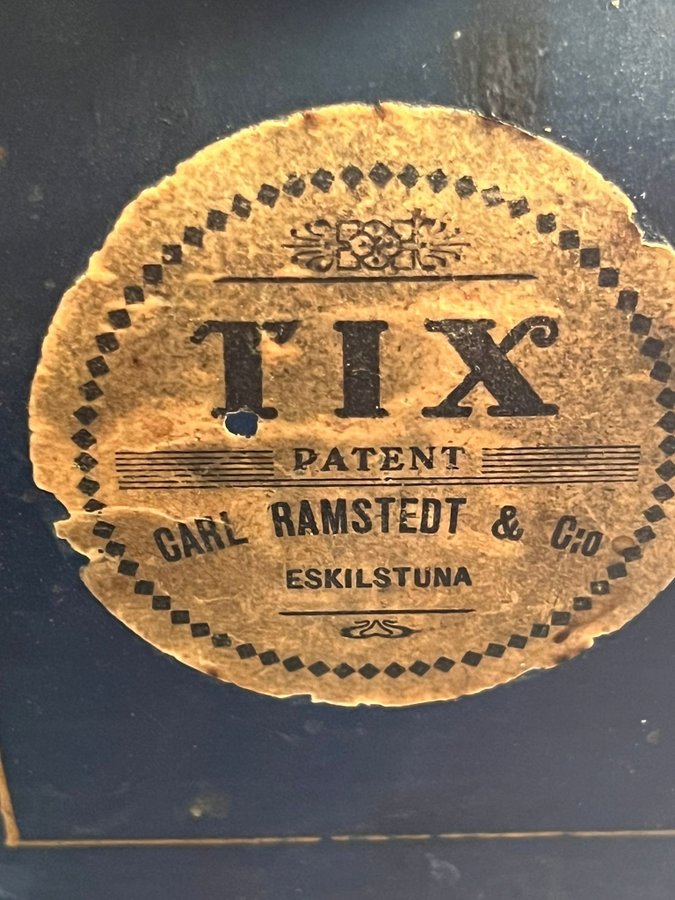 TIX
PATENT
CARL RAMSTEDT & C:o
ESKILSTUNA